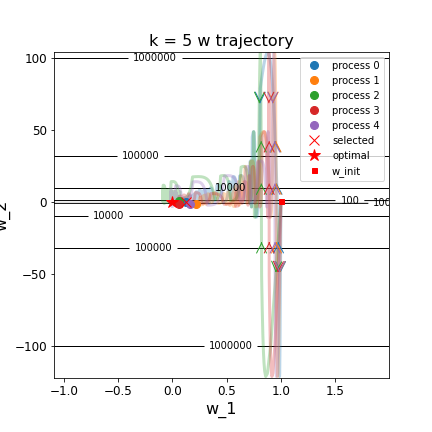 k = 5 w trajectory
100
50
0
−50
−100
w_2
1000000
100000
10000
100
10000
100000
1000000
process 0
process 1
process 2
process 3
process 4
selected
optimal
w_init
−1.0
−0.5
0.0
0.5
1.0
1.5
w_1